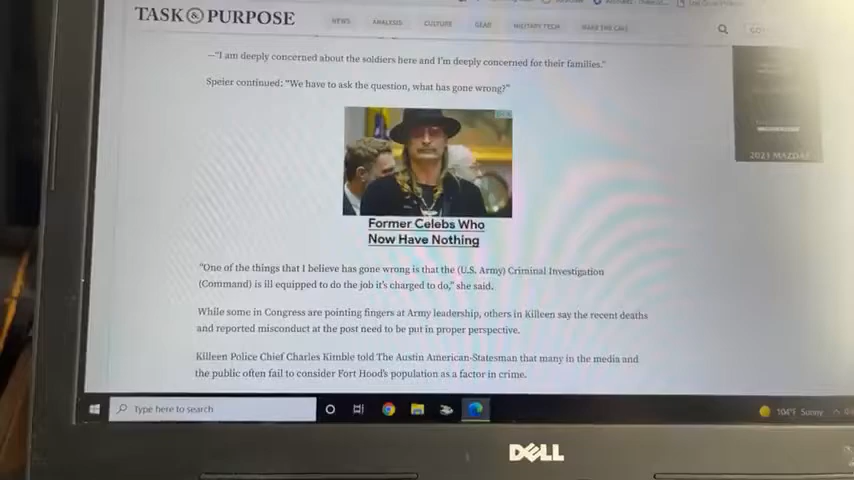 TASK & PURPOSE
NEWS
ANALYSIS
CULTURE
GEAR
MILITARY TECH
—"I am deeply concerned about the soldiers here and I'm deeply concerned for their families."
Speier continued: "We have to ask the question, what has gone wrong?"
2021 MAZDA
Former Celebs Who
Now Have Nothing
"One of the things that I believe has gone wrong is that the (U.S. Army) Criminal Investigation
(Command) is ill equipped to do the job it's charged to do," she said.
While some in Congress are pointing fingers at Army leadership, others in Killeen say the recent deaths
and reported misconduct at the post need to be put in proper perspective.
Killeen Police Chief Charles Kimble told The Austin American-Statesman that many in the media and
the public often fail to consider Fort Hood's population as a factor in crime.
Type here to search
104°F Sunny
DELL